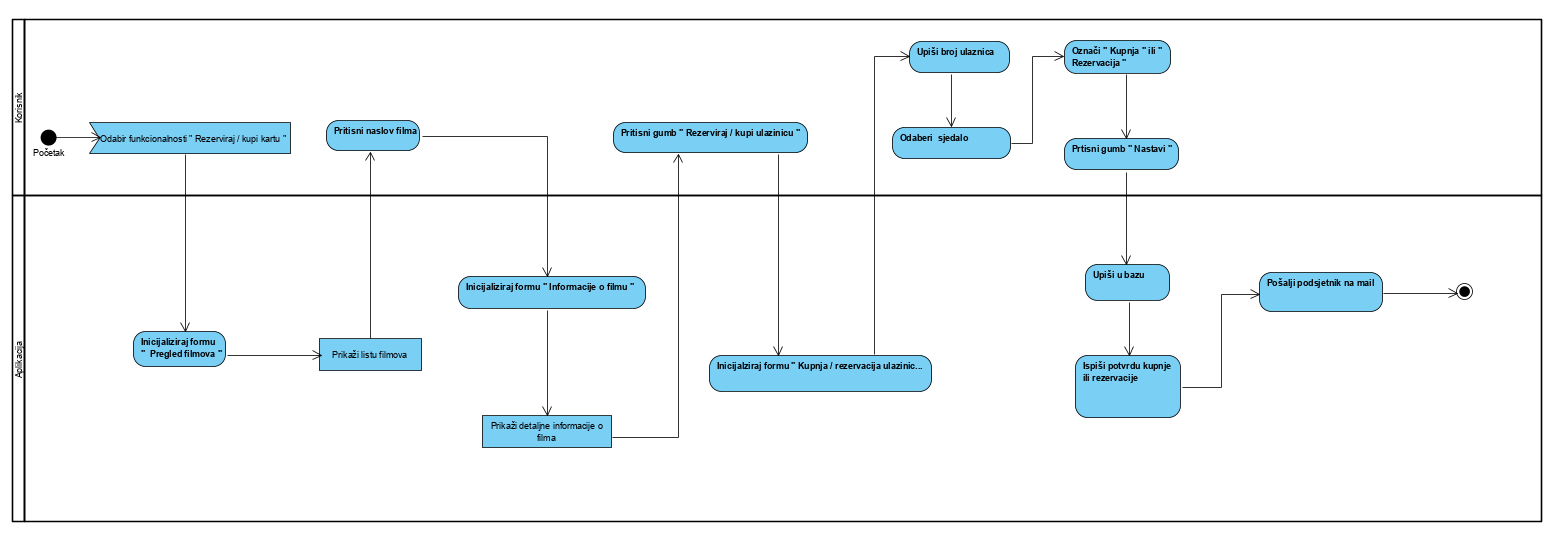 Korisnik
Početak
Odabir funkcionalnosti " Rezerviraj / kupi kartu "
Pritisni naslov filma
Pritisni gumb " Rezerviraj / kupi ulazinicu "
Upiši broj ulaznica
Odaberi sjedalo
Označi " Kupnja " ili "
Rezervacija "
Prtisni gumb " Nastavi "
Aplikacija
Inicijaliziraj formu
" Pregled filmova "
Prikaži listu filmova
Inicijaliziraj formu " Informacije o filmu "
Prikaži detaljne informacije o
filma
Inicijalziraj formu " Kupnja / rezervacija ulazinic...
Upiši u bazu
Ispiši potvrdu kupnje
ili rezervacije
Pošalji podsjetnik na mail